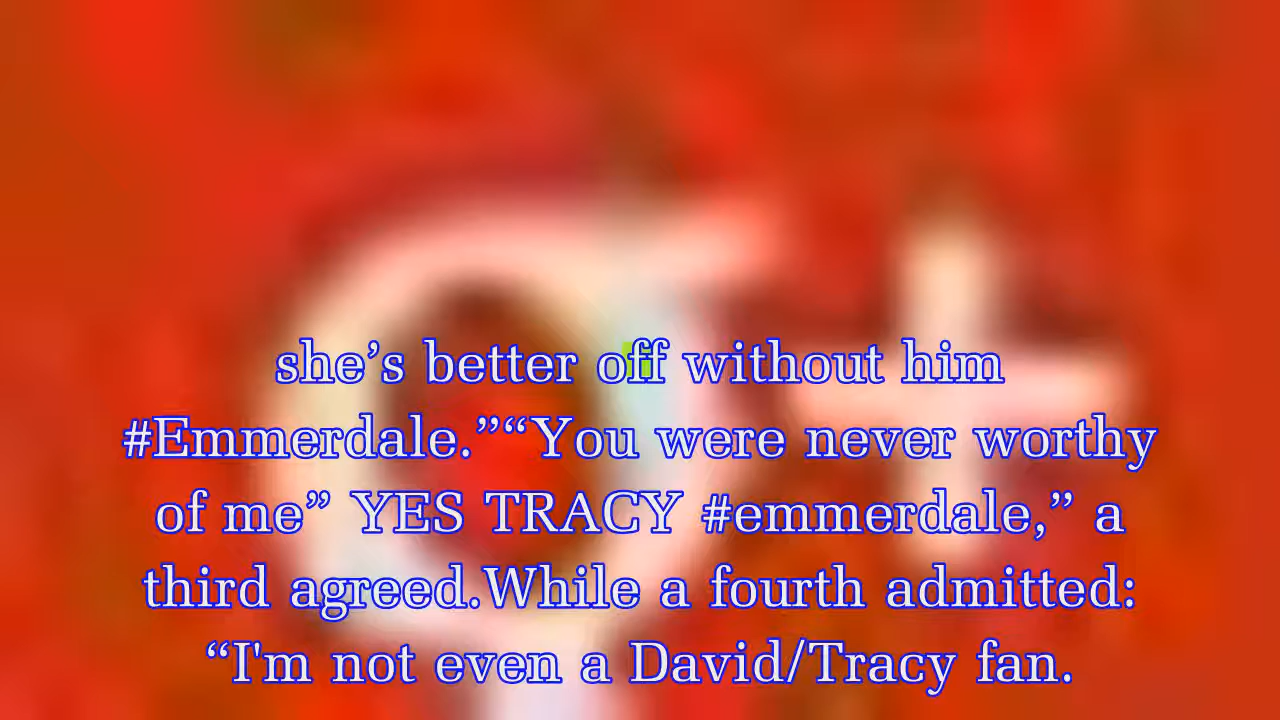 she’s better off without him
#Emmerdale.”“You were never worthy
of me” YES TRACY #emmerdale,” a
third agreed.While a fourth admitted:
“I'm not even a David/Tracy fan.